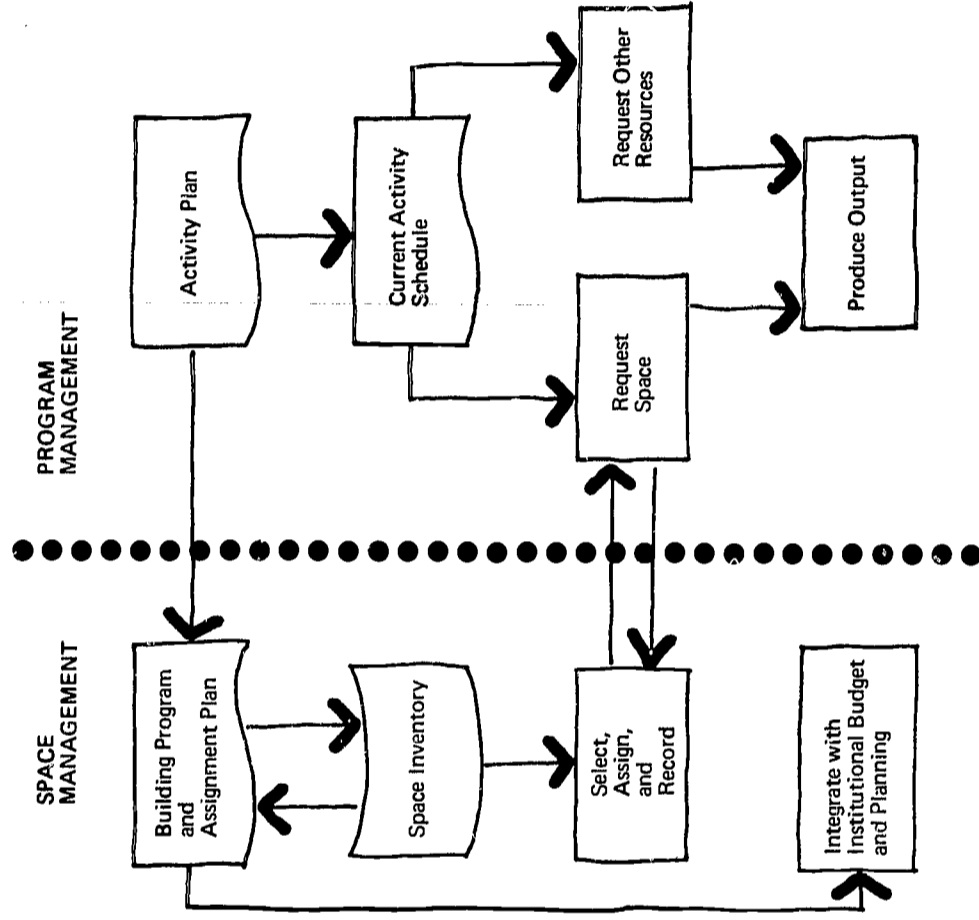 SPACE
MANAGEMENT
PROGRAM
MANAGEMENT
Building Program
and
Assignment Plan
Activity Plan
Space Inventory
Current Activity
Schedule
Select,
Assign,
and
Record
Request
Space
Request Other
Resources
Integrate with
Institutional Budget
and Planning
Produce Output